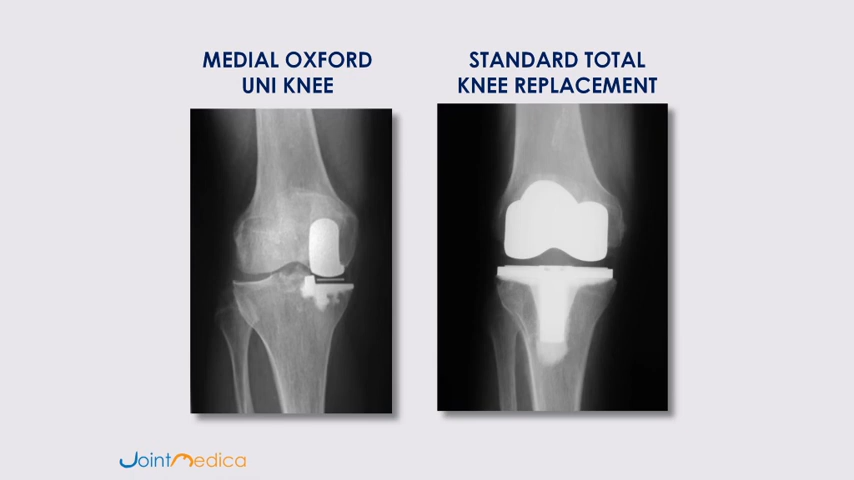 MEDIAL OXFORD
UNI KNEE
STANDARD TOTAL
KNEE REPLACEMENT
JointMedica